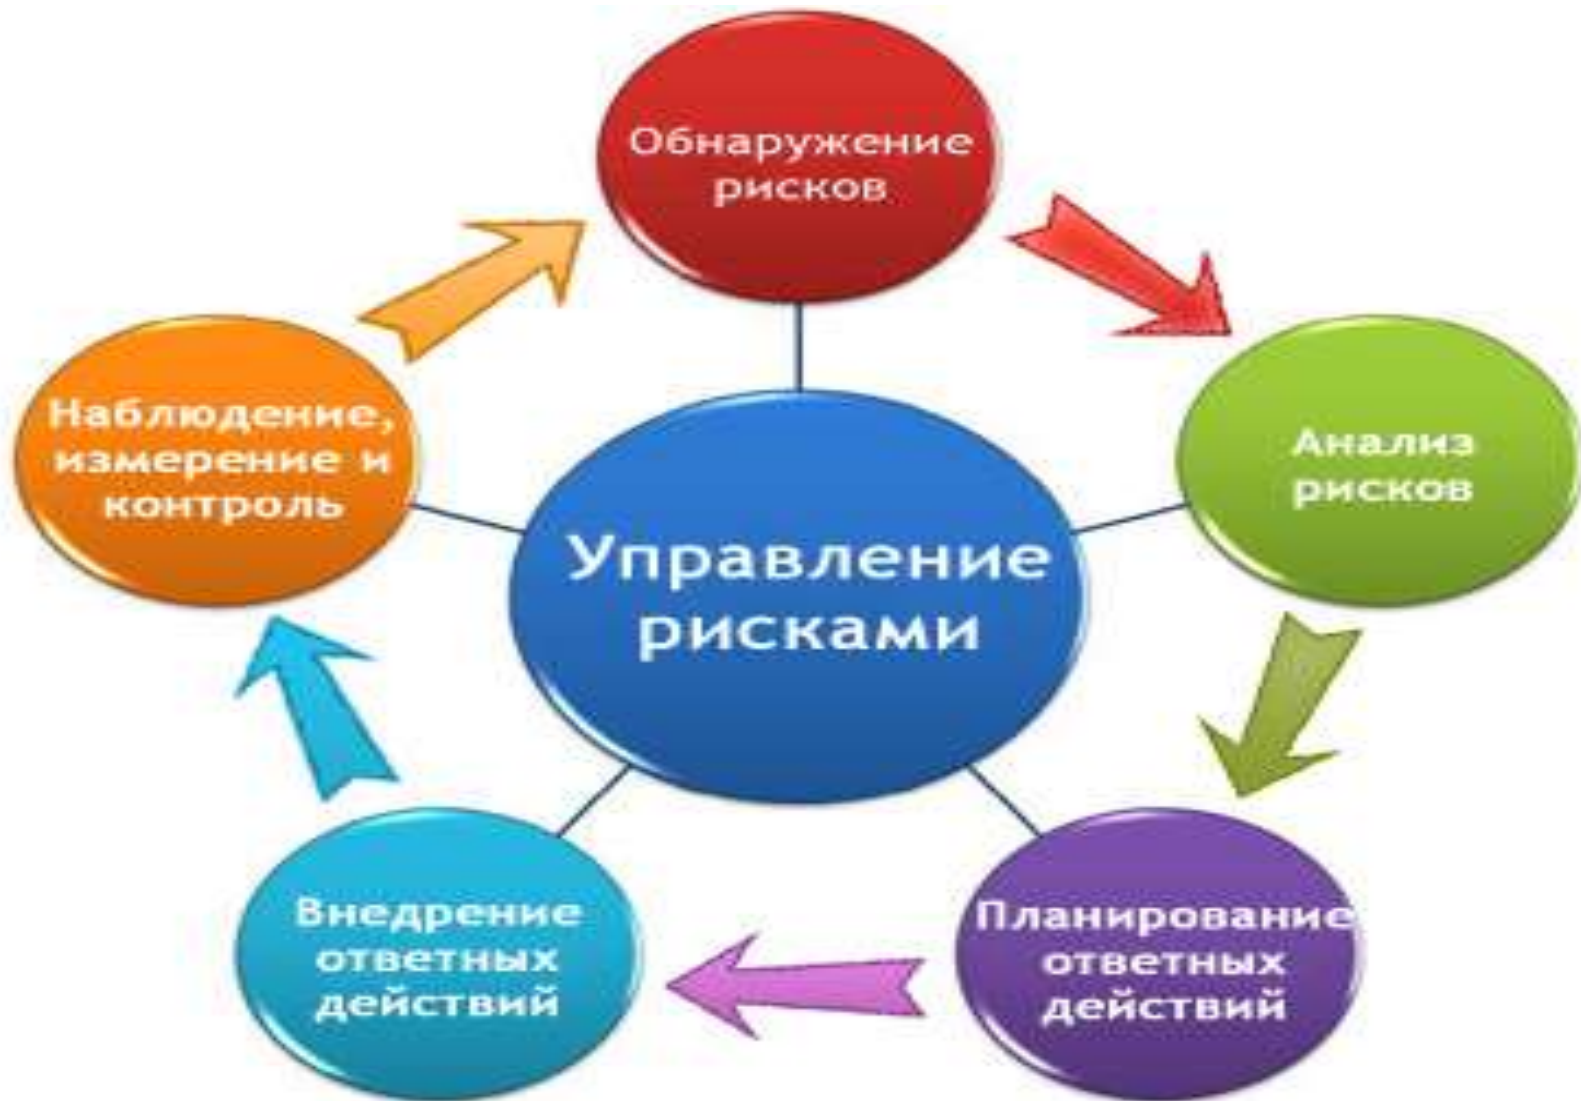 Обнаружение
рисков
Анализ
рисков
Планирование
ответных
действий
Внедрение
ответных
действий
Наблюдение,
измерение и
контроль
Управление
рисками